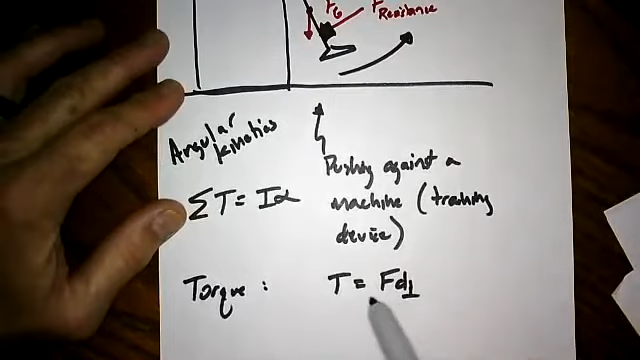 F_G F_Resistance
Angular
kinetics
Pushing against a
machine (training
device)
ΣT = Iα
Torque : T = Fd⊥